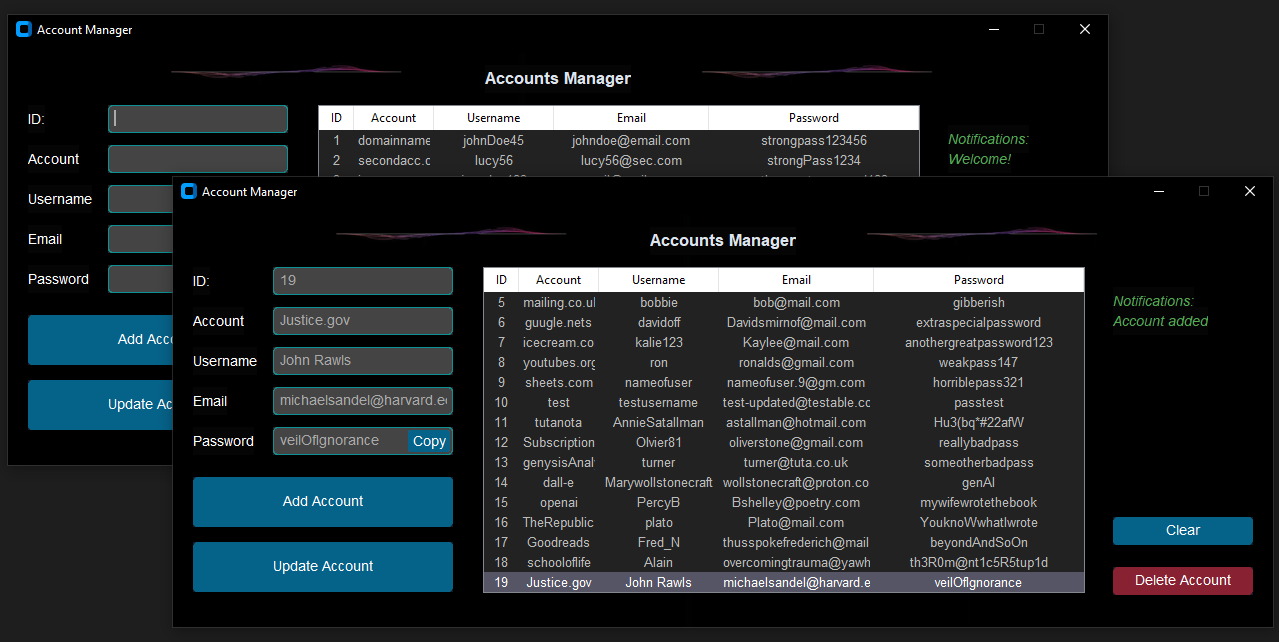 Account Manager
Accounts Manager
ID:
Account
Username
Email
Password
Add Acc
Update Ac
ID Account Username Email Password
1 domainname johnDoe45 johndoe@email.com strongpass123456
2 secondacc.c lucy56 lucy56@sec.com strongPass1234
Notifications:
Welcome!
Account Manager
Accounts Manager
ID: 19
Account Justice.gov
Username John Rawls
Email michaelsandel@harvard.e
Password veilOfIgnorance Copy
Add Account
Update Account
ID Account Username Email Password
5 mailing.co.ul bobbie bob@mail.com gibberish
6 guugle.nets davidoff Davidsmirnof@mail.com extraspecialpassword
7 icecream.co kalie123 Kaylee@mail.com anothergreatpassword123
8 youtubes.org ron ronalds@gmail.com weakpass147
9 sheets.com nameofuser nameofuser.9@gm.com horriblepass321
10 test testusername test-updated@testable.cc passtest
11 tutanota AnnieSatallman astallman@hotmail.com Hu3(bq*#22afW
12 Subscription Olvier81 oliverstone@gmail.com reallybadpass
13 genysisAnal turner turner@tuta.co.uk someotherbadpass
14 dall-e Marywollstonecraft wollstonecraft@proton.co genAI
15 openai PercyB Bshelley@poetry.com mywifewrotethebook
16 TheRepublic plato Plato@mail.com YouknoWwhatIwrote
17 Goodreads Fred_N thusspokefrederich@mail beyondAndSoOn
18 schooloflife Alain overcomingtrauma@yawh th3R0m@nt1c5R5tup1d
19 Justice.gov John Rawls michaelsandel@harvard.e veilOfIgnorance
Notifications:
Account added
Clear
Delete Account